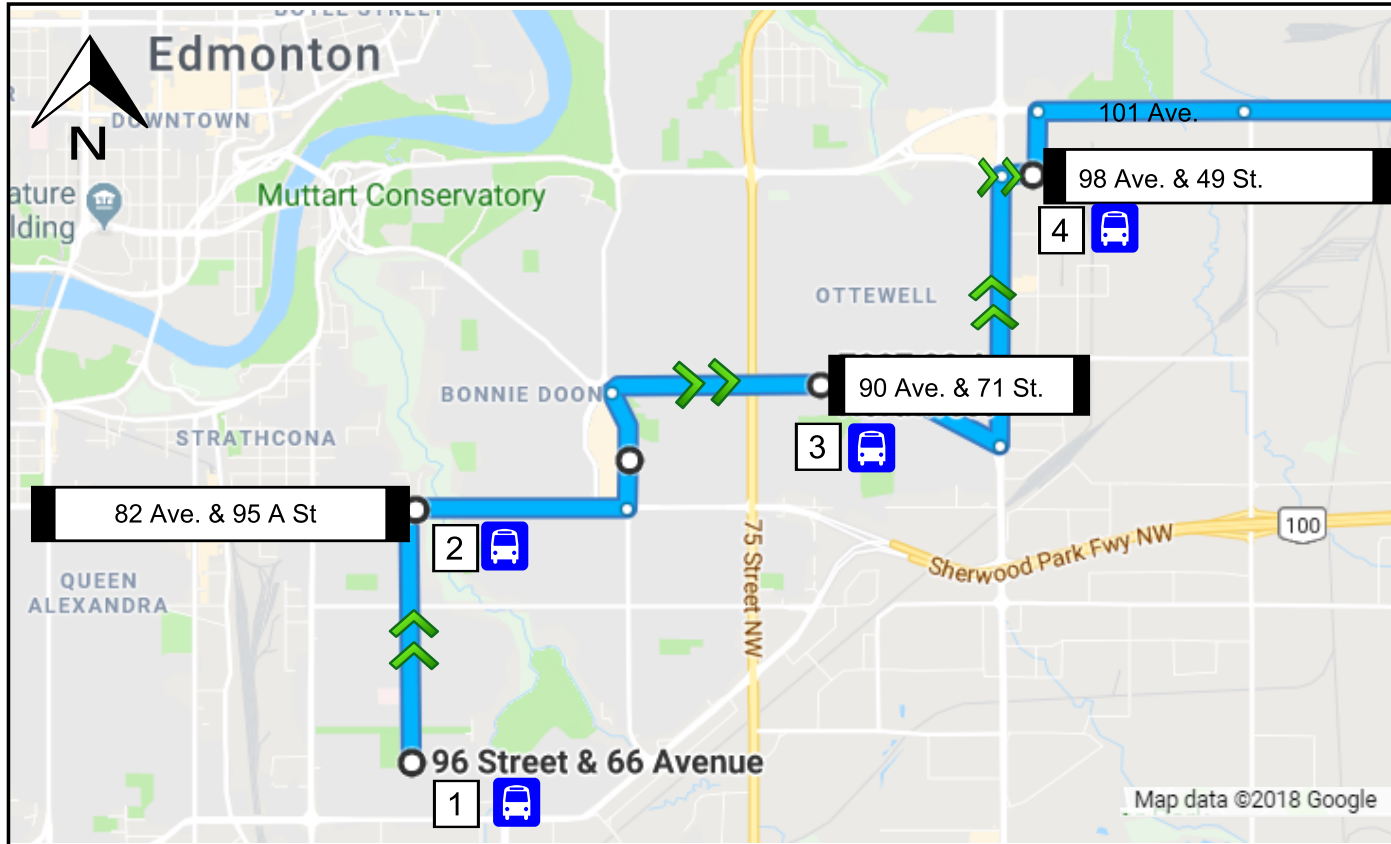 Edmonton
N
DOWNTOWN
101 Ave.
98 Ave. & 49 St.
4
ature
lding
Muttart Conservatory
OTTEWELL
90 Ave. & 71 St.
3
BONNIE DOON
STRATHCONA
82 Ave. & 95 A St
2
75 Street NW
Sherwood Park Fwy NW
100
QUEEN
ALEXANDRA
96 Street & 66 Avenue
1
Map data ©2018 Google